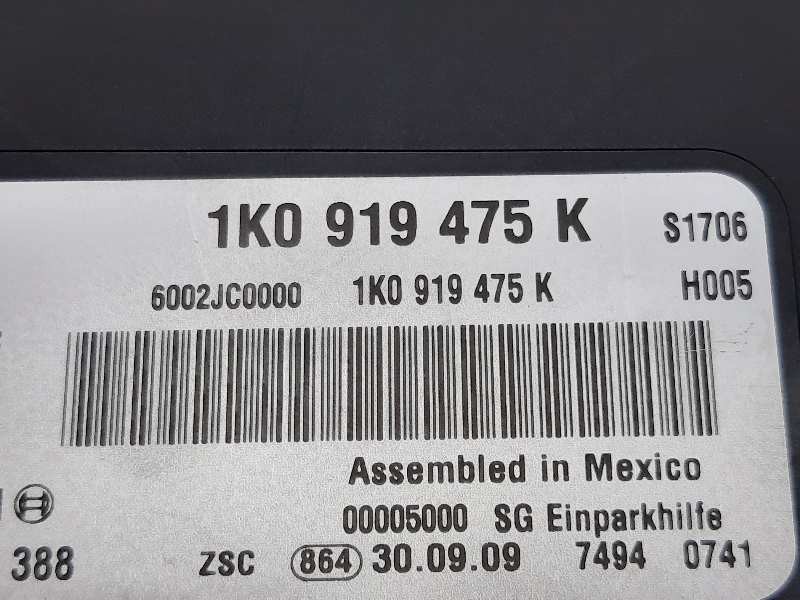 1K0 919 475 K S1706
6002JC0000 1K0 919 475 K H005
Assembled in Mexico
00005000 SG Einparkhilfe
388 ZSC 864 30.09.09 7494 0741